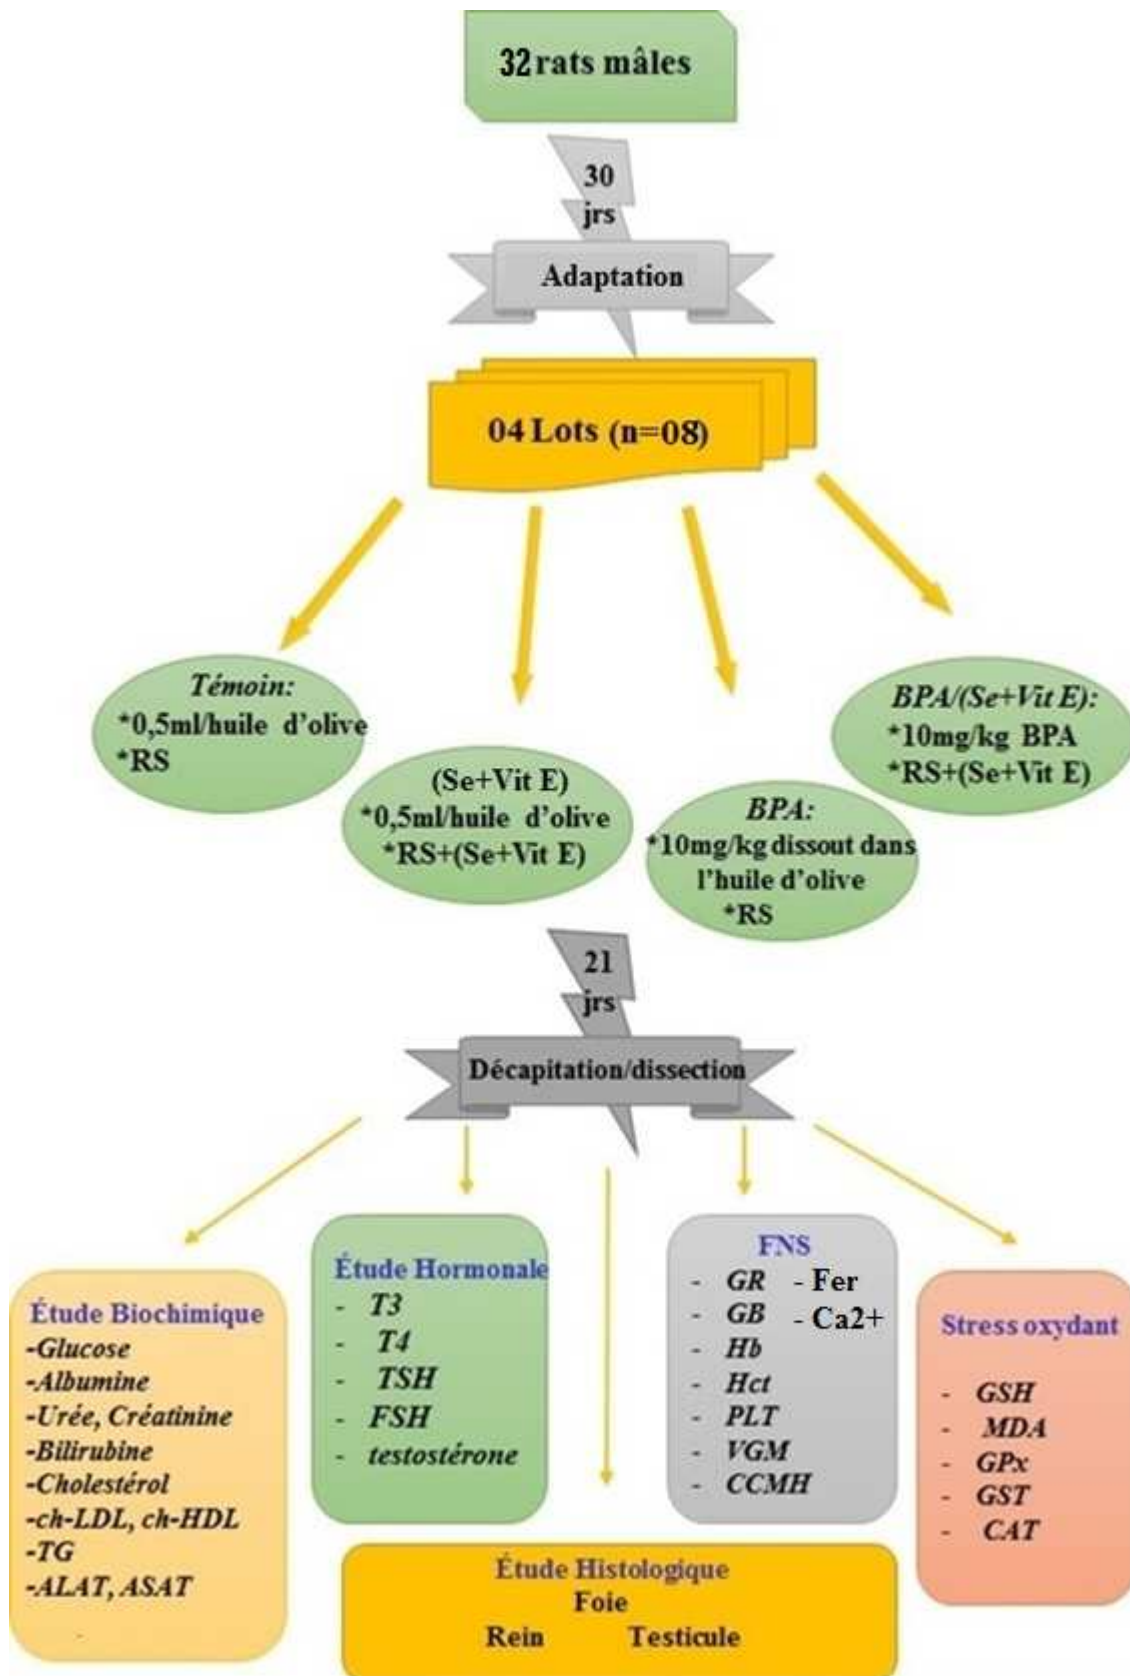 32 rats mâles
30
jrs
Adaptation
04 Lots (n=08)
Témoin:
*0,5ml/huile d'olive
*RS
(Se+Vit E)
*0,5ml/huile d'olive
*RS+(Se+Vit E)
BPA:
*10mg/kg dissout dans
l'huile d'olive
*RS
BPA/(Se+Vit E):
*10mg/kg BPA
*RS+(Se+Vit E)
21
jrs
Décapitation/dissection
Étude Biochimique
-Glucose
-Albumine
-Urée, Créatinine
-Bilirubine
-Cholestérol
-ch-LDL, ch-HDL
-TG
-ALAT, ASAT
-
Étude Hormonale
- T3
- T4
- TSH
- FSH
- testostérone
FNS
- GR - Fer
- GB - Ca2+
- Hb
- Hct
- PLT
- VGM
- CCMH
Stress oxydant
- GSH
- MDA
- GPx
- GST
- CAT
Étude Histologique
Foie
Rein Testicule